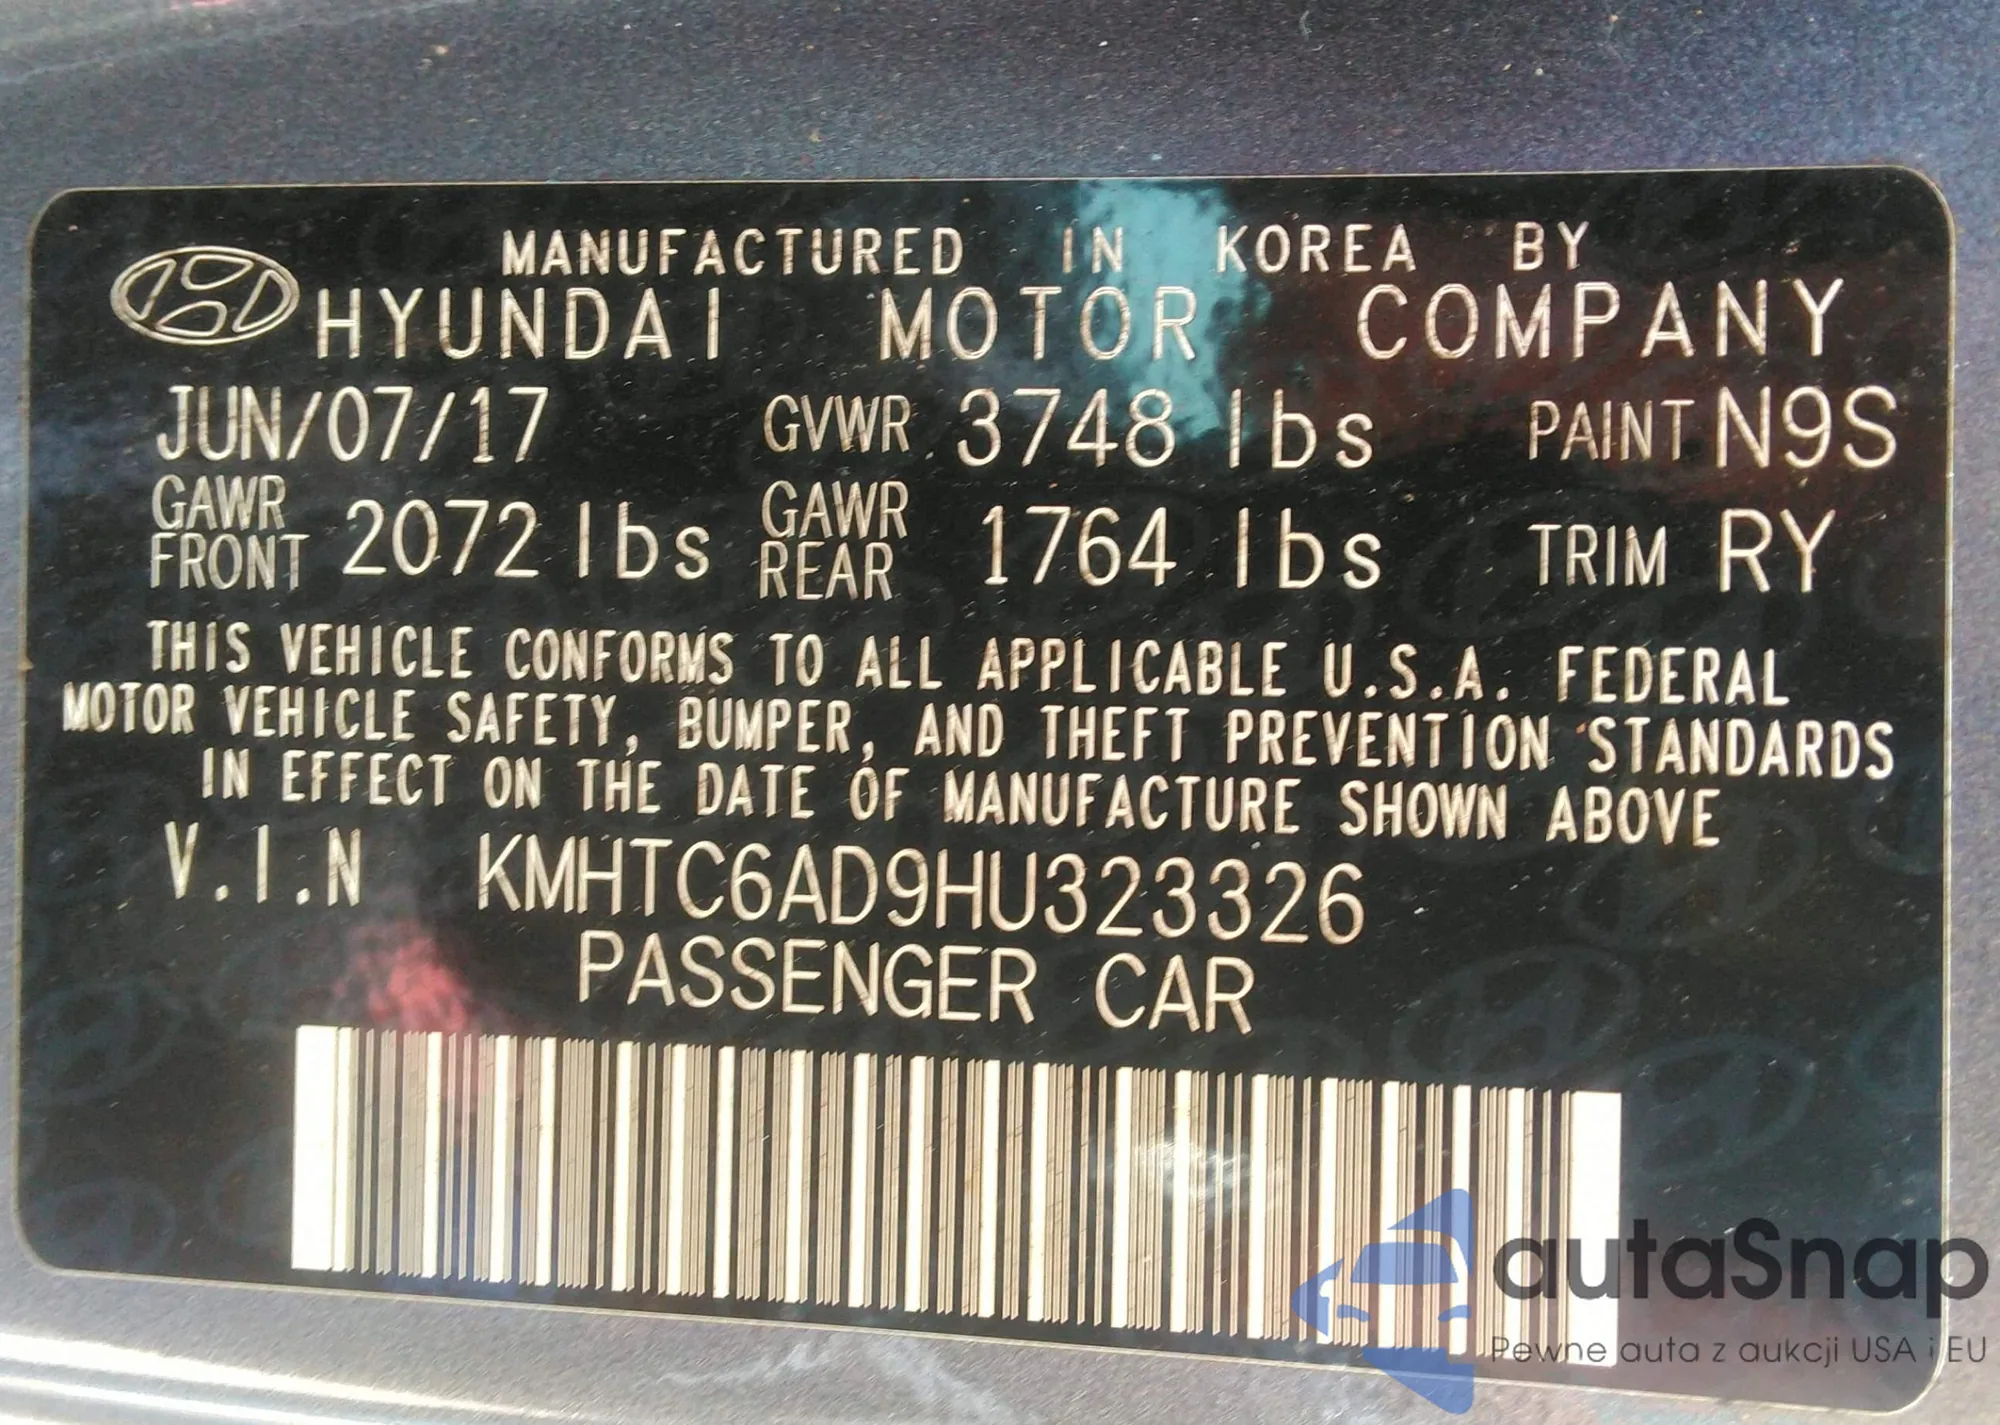 MANUFACTURED IN KOREA BY
HYUNDAI MOTOR COMPANY
JUN/07/17 GVWR 3748 lbs PAINT N9S
GAWR FRONT 2072 lbs GAWR REAR 1764 lbs TRIM RY
THIS VEHICLE CONFORMS TO ALL APPLICABLE U.S.A. FEDERAL
MOTOR VEHICLE SAFETY, BUMPER, AND THEFT PREVENTION STANDARDS
IN EFFECT ON THE DATE OF MANUFACTURE SHOWN ABOVE
V.I.N KMHTC6AD9HU323326
PASSENGER CAR
autaSnap
Pewne auta z aukcji USA i EU